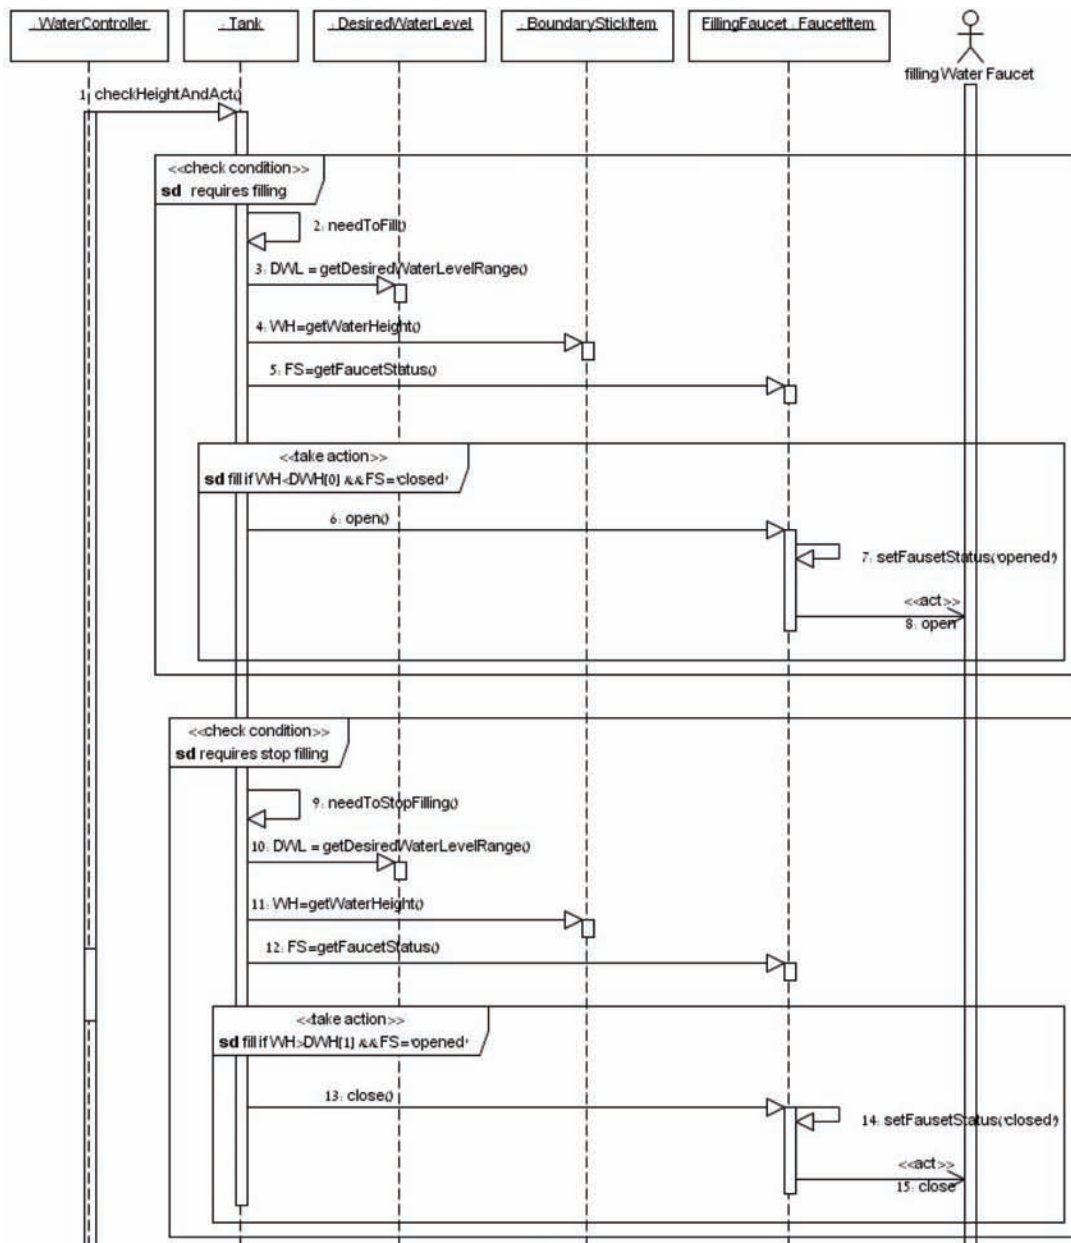 : WaterController
: Tank
: DesiredWaterLevel
: BoundaryStickItem
FillingFaucet : FaucetItem
filling Water Faucet
1: checkHeightAndAct()
<<check condition>>
sd requires filling
2: needToFill()
3: DWL = getDesiredWaterLevelRange()
4: WH=getWaterHeight()
5: FS=getFaucetStatus()
<<take action>>
sd fill if WH<DWH[0] &&FS='closed'
6: open()
7: setFausetStatus('opened')
<<act>>
8: open
<<check condition>>
sd requires stop filling
9: needToStopFilling()
10: DWL = getDesiredWaterLevelRange()
11: WH=getWaterHeight()
12: FS=getFaucetStatus()
<<take action>>
sd fill if WH>DWH[1] &&FS='opened'
13: close()
14: setFausetStatus('closed')
<<act>>
15: close